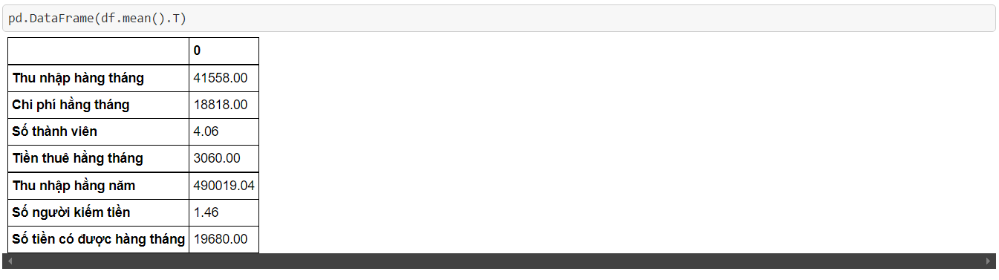 pd.DataFrame(df.mean().T)
0
Thu nhập hàng tháng 41558.00
Chi phí hằng tháng 18818.00
Số thành viên 4.06
Tiền thuê hằng tháng 3060.00
Thu nhập hằng năm 490019.04
Số người kiếm tiền 1.46
Số tiền có được hàng tháng 19680.00